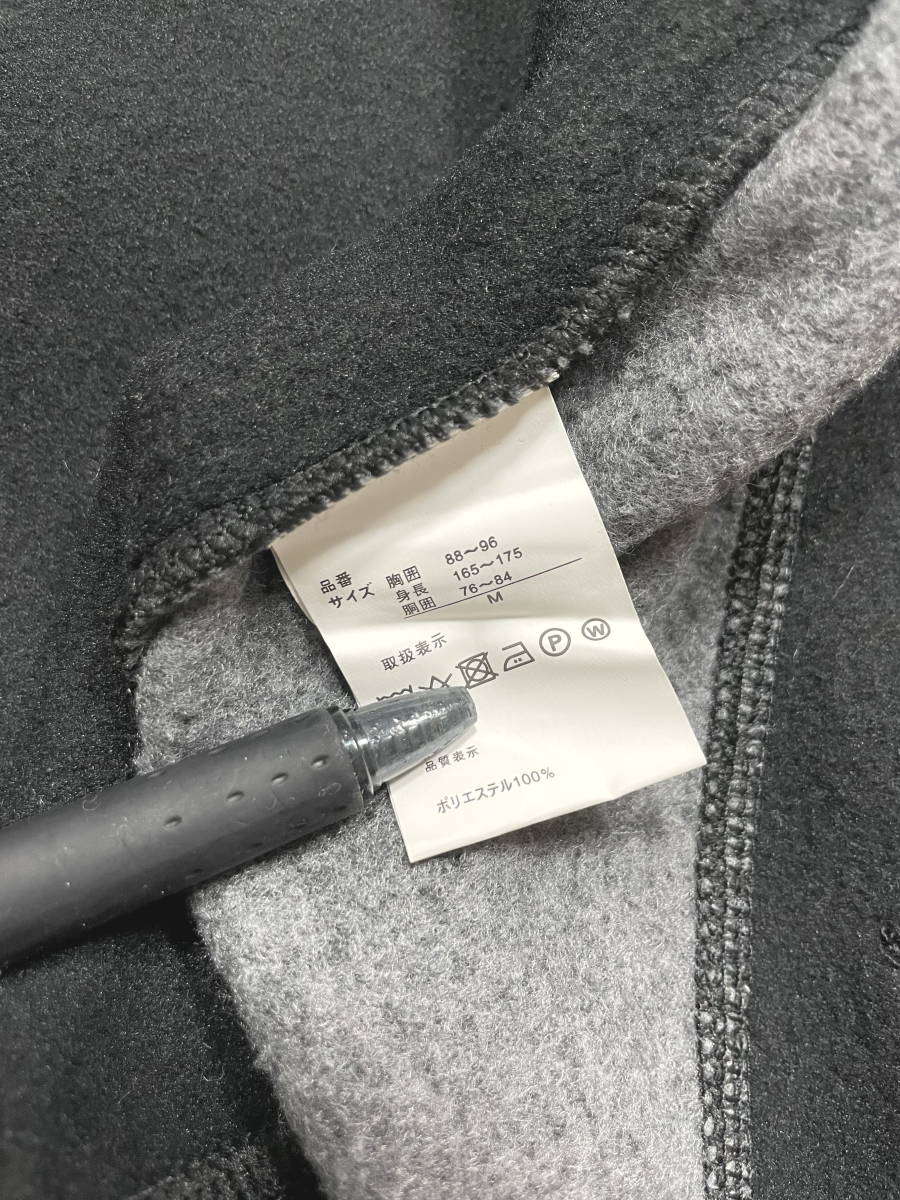 品番
サイズ 胸囲 88～96
身長 165～175
胴囲 76～84
M
取扱表示
P W
品質表示
ポリエステル100%